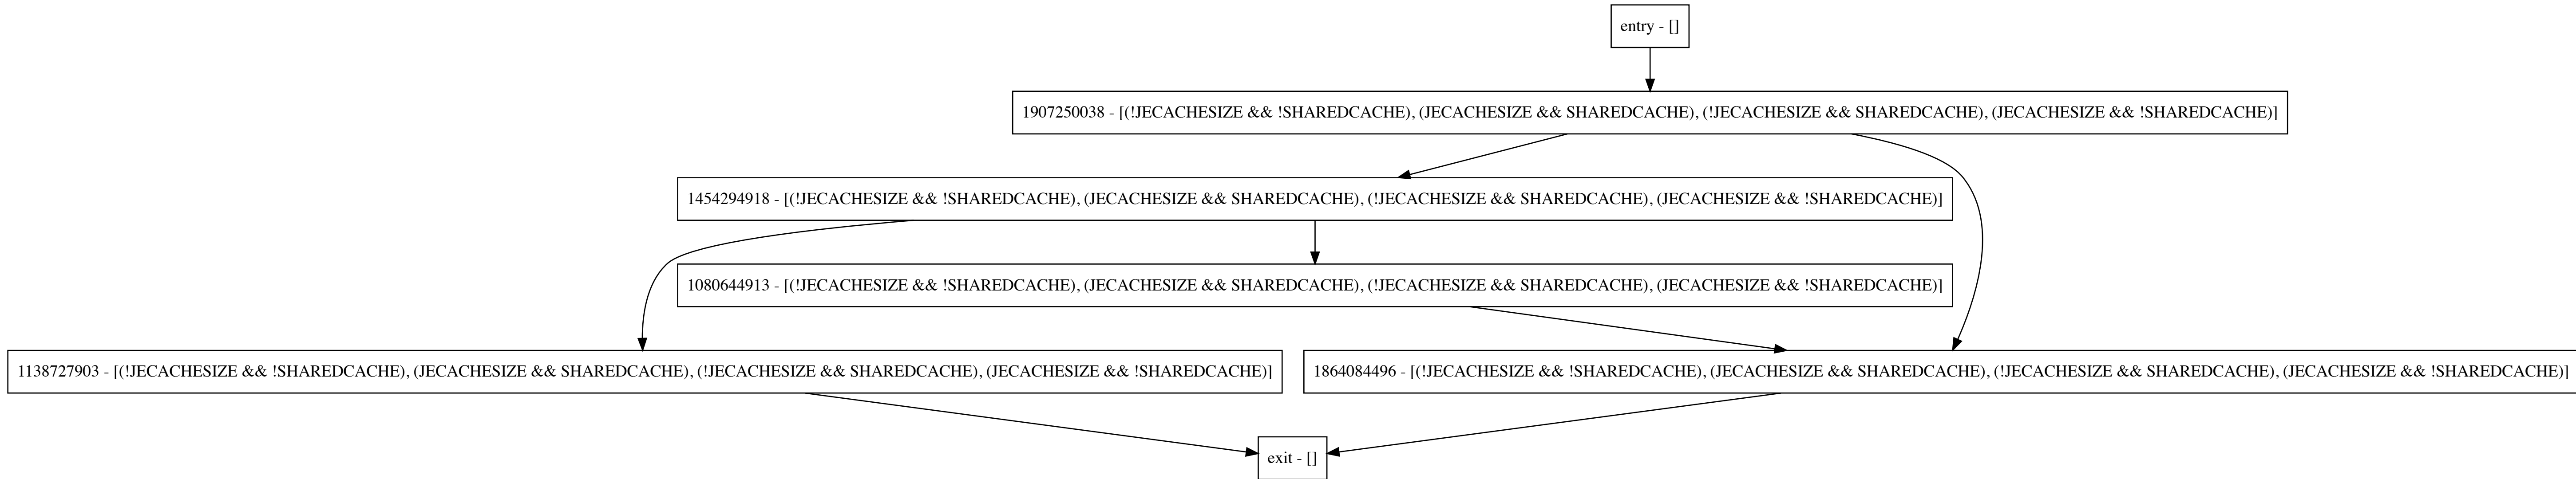 entry - []
1907250038 - [(!JECACHESIZE && !SHAREDCACHE), (JECACHESIZE && SHAREDCACHE), (!JECACHESIZE && SHAREDCACHE), (JECACHESIZE && !SHAREDCACHE)]
1454294918 - [(!JECACHESIZE && !SHAREDCACHE), (JECACHESIZE && SHAREDCACHE), (!JECACHESIZE && SHAREDCACHE), (JECACHESIZE && !SHAREDCACHE)]
1080644913 - [(!JECACHESIZE && !SHAREDCACHE), (JECACHESIZE && SHAREDCACHE), (!JECACHESIZE && SHAREDCACHE), (JECACHESIZE && !SHAREDCACHE)]
1138727903 - [(!JECACHESIZE && !SHAREDCACHE), (JECACHESIZE && SHAREDCACHE), (!JECACHESIZE && SHAREDCACHE), (JECACHESIZE && !SHAREDCACHE)]
1864084496 - [(!JECACHESIZE && !SHAREDCACHE), (JECACHESIZE && SHAREDCACHE), (!JECACHESIZE && SHAREDCACHE), (JECACHESIZE && !SHAREDCACHE)]
exit - []